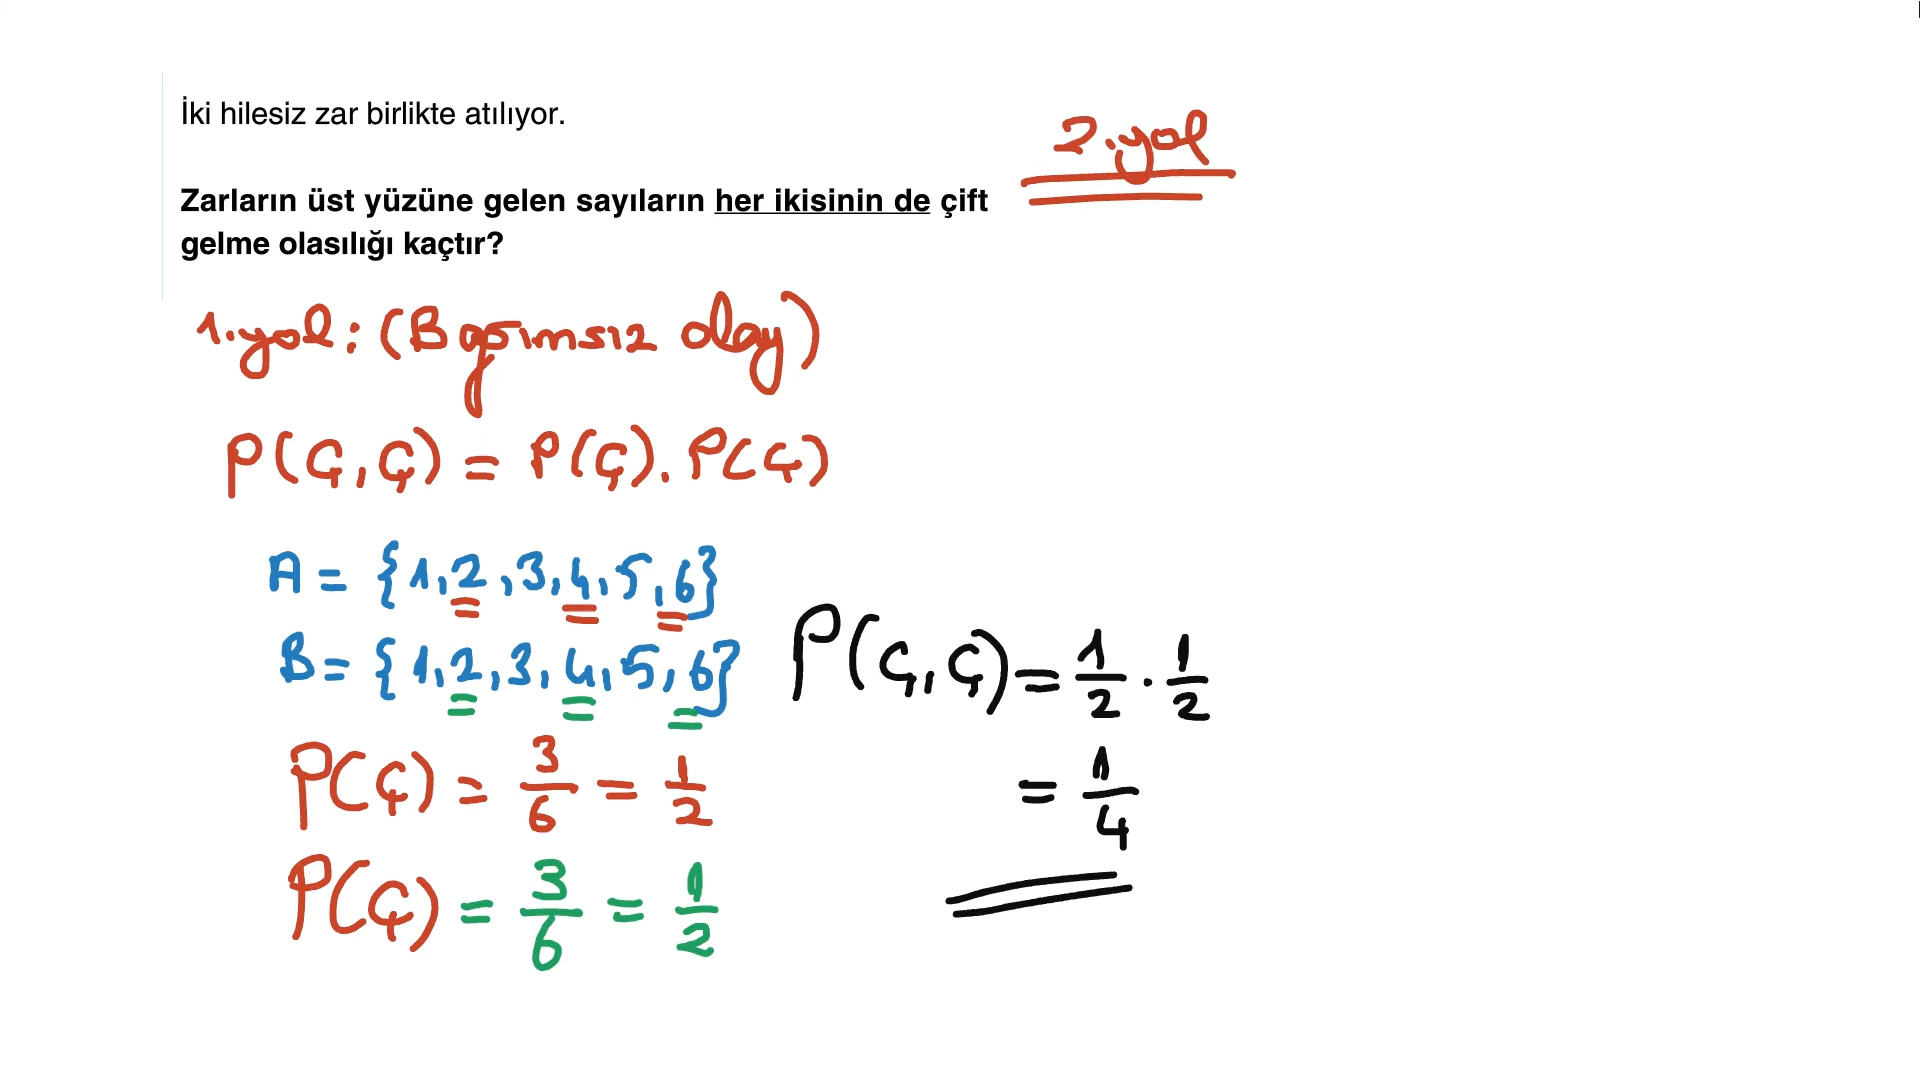 İki hilesiz zar birlikte atılıyor.
Zarların üst yüzüne gelen sayıların her ikisinin de çift
gelme olasılığı kaçtır?
2.yol
1.yol: (Bağımsız olay)
P(Ç,Ç) = P(Ç).P(Ç)
A = {1,2,3,4,5,6}
B = {1,2,3,4,5,6}
P(Ç) = 3/6 = 1/2
P(Ç) = 3/6 = 1/2
P(Ç,Ç) = 1/2 . 1/2
= 1/4